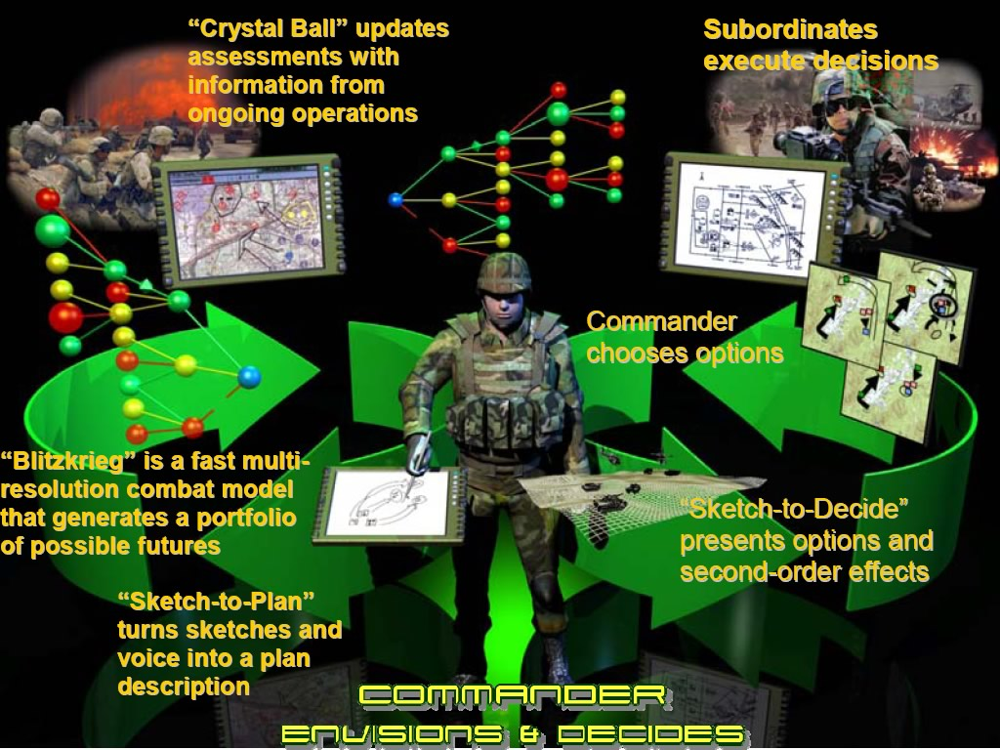 “Crystal Ball” updates
assessments with
information from
ongoing operations
Subordinates
execute decisions
Commander
chooses options
“Blitzkrieg” is a fast multi-
resolution combat model
that generates a portfolio
of possible futures
“Sketch-to-Decide”
presents options and
second-order effects
“Sketch-to-Plan”
turns sketches and
voice into a plan
description
COMMANDER
ENVISIONS & DECIDES